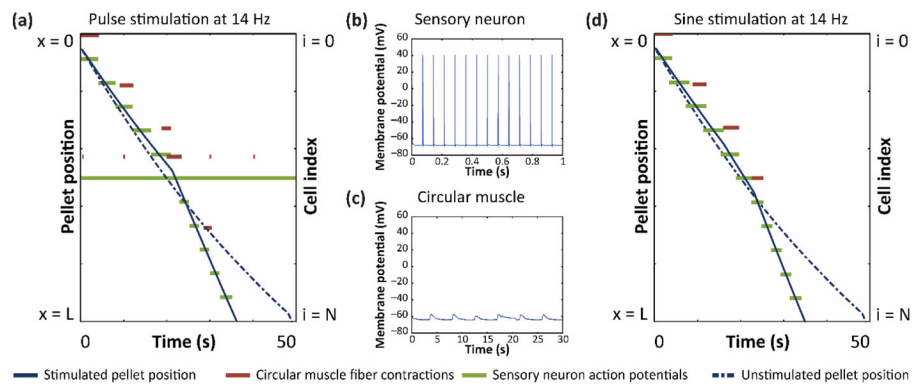 (a) Pulse stimulation at 14 Hz
x = 0
i = 0
Pellet position
Cell index
x = L
i = N
0 50
Time (s)
(b) Sensory neuron
Membrane potential (mV)
60
40
20
0
−20
−40
−60
−80
0 0.2 0.4 0.6 0.8 1
Time (s)
(c) Circular muscle
Membrane potential (mV)
60
40
20
0
−20
−40
−60
−80
0 5 10 15 20 25 30
Time (s)
(d) Sine stimulation at 14 Hz
x = 0
i = 0
Pellet position
Cell index
x = L
i = N
0 50
Time (s)
Stimulated pellet position Circular muscle fiber contractions Sensory neuron action potentials Unstimulated pellet position